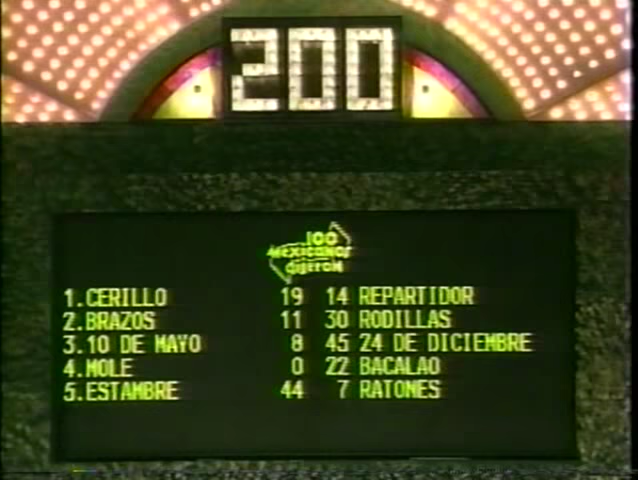 200
100
MEXICANOS
dijeron
1.CERILLO 19 14 REPARTIDOR
2.BRAZOS 11 30 RODILLAS
3.10 DE MAYO 8 45 24 DE DICIEMBRE
4.MOLE 0 22 BACALAO
5.ESTAMBRE 44 7 RATONES